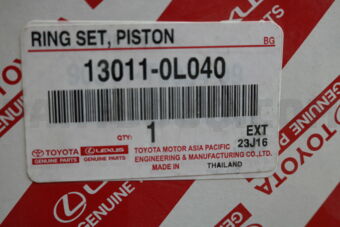 RING SET, PISTON
BG
13011-0L040
QTY:
1
EXT
23J16
TOYOTA
GENUINE PARTS
LEXUS
GENUINE PARTS
TOYOTA MOTOR ASIA PACIFIC
ENGINEERING & MANUFACTURING CO.,LTD.
MADE IN
THAILAND
GENUINE PARTS